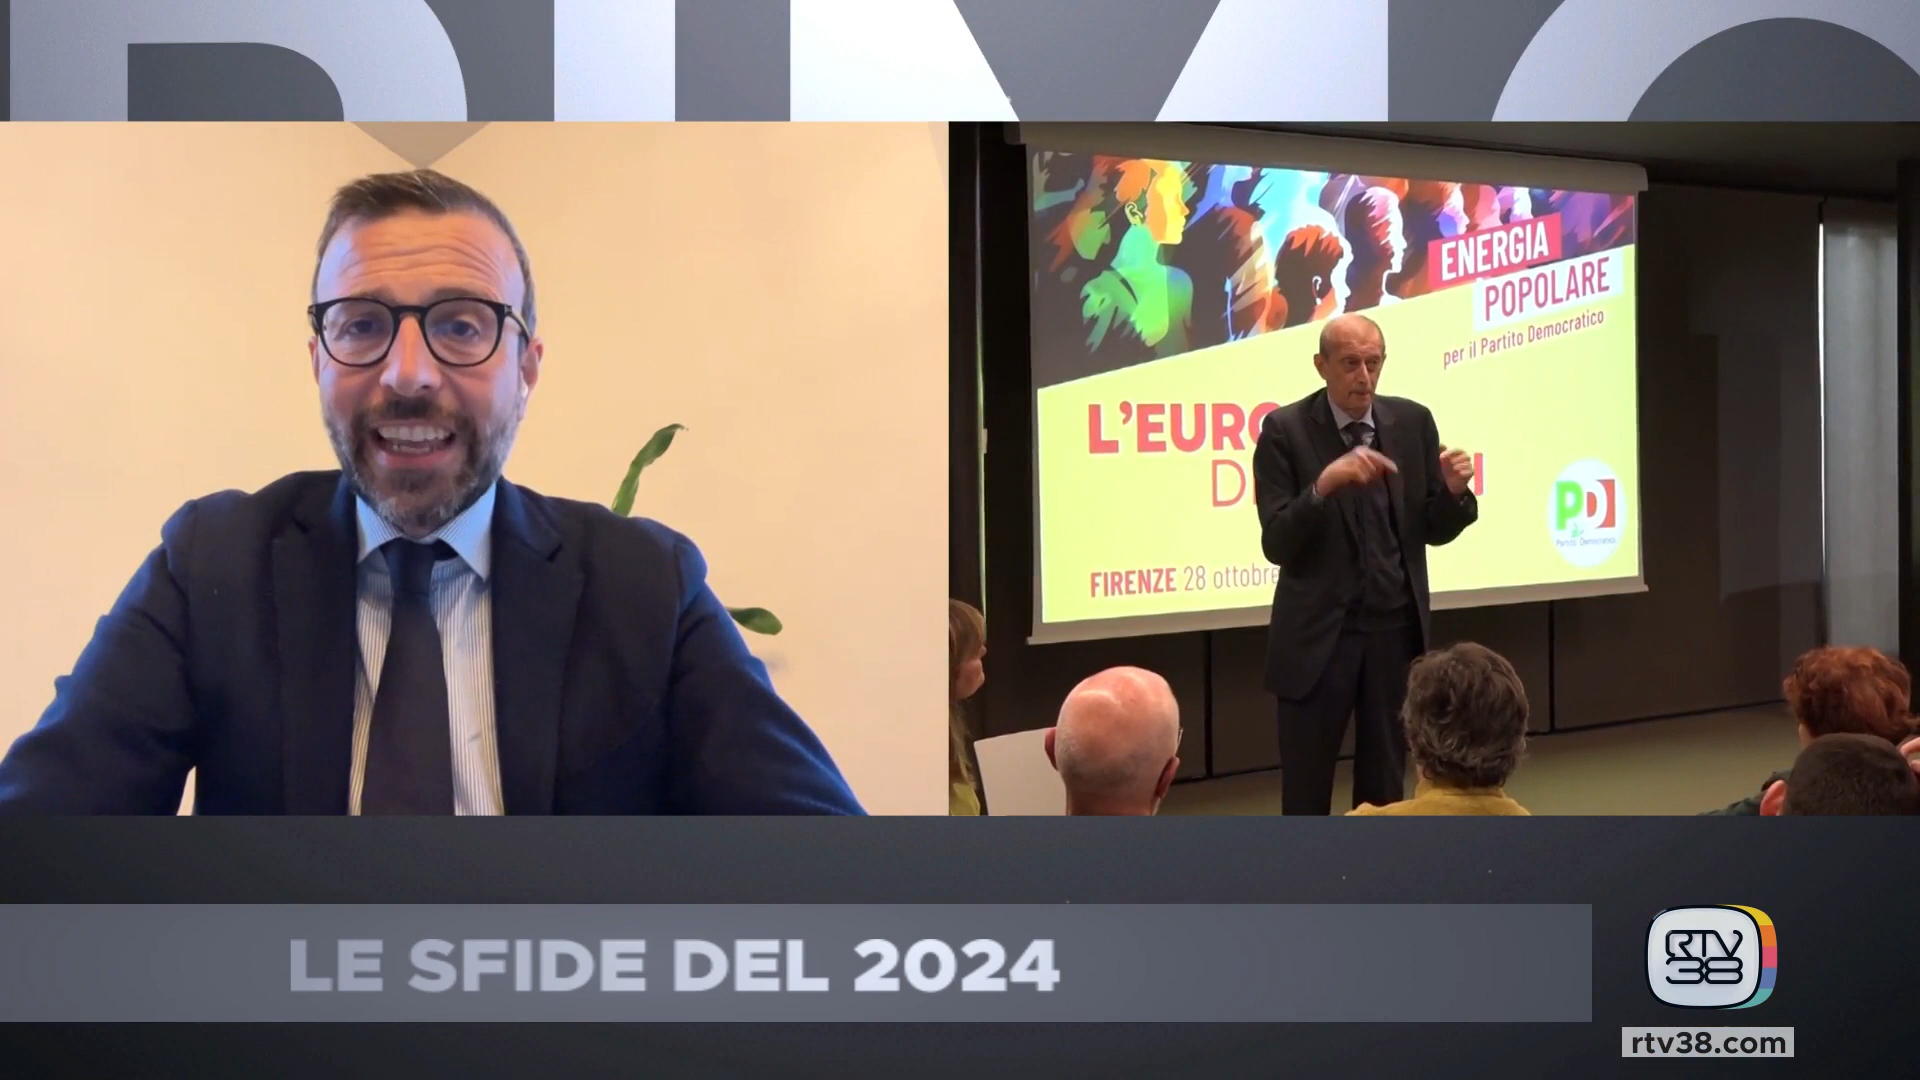 ENERGIA
POPOLARE
per il Partito Democratico
L'EURO
D
I
FIRENZE 28 ottobre
PD
Partito Democratico
LE SFIDE DEL 2024
RTV
38
rtv38.com